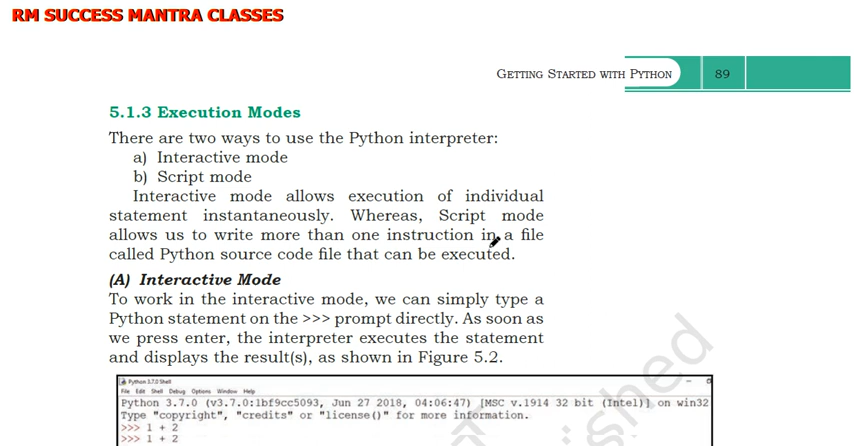 RM SUCCESS MANTRA CLASSES
Getting Started with Python 89
5.1.3 Execution Modes
There are two ways to use the Python interpreter:
a) Interactive mode
b) Script mode
Interactive mode allows execution of individual
statement instantaneously. Whereas, Script mode
allows us to write more than one instruction in a file
called Python source code file that can be executed.
(A) Interactive Mode
To work in the interactive mode, we can simply type a
Python statement on the >>> prompt directly. As soon as
we press enter, the interpreter executes the statement
and displays the result(s), as shown in Figure 5.2.
Python 3.7.0 Shell
File Edit Shell Debug Options Window Help
Python 3.7.0 (v3.7.0:1bf9cc5093, Jun 27 2018, 04:06:47) [MSC v.1914 32 bit (Intel)] on win32
Type "copyright", "credits" or "license()" for more information.
>>> 1 + 2
>>> 1 + 2